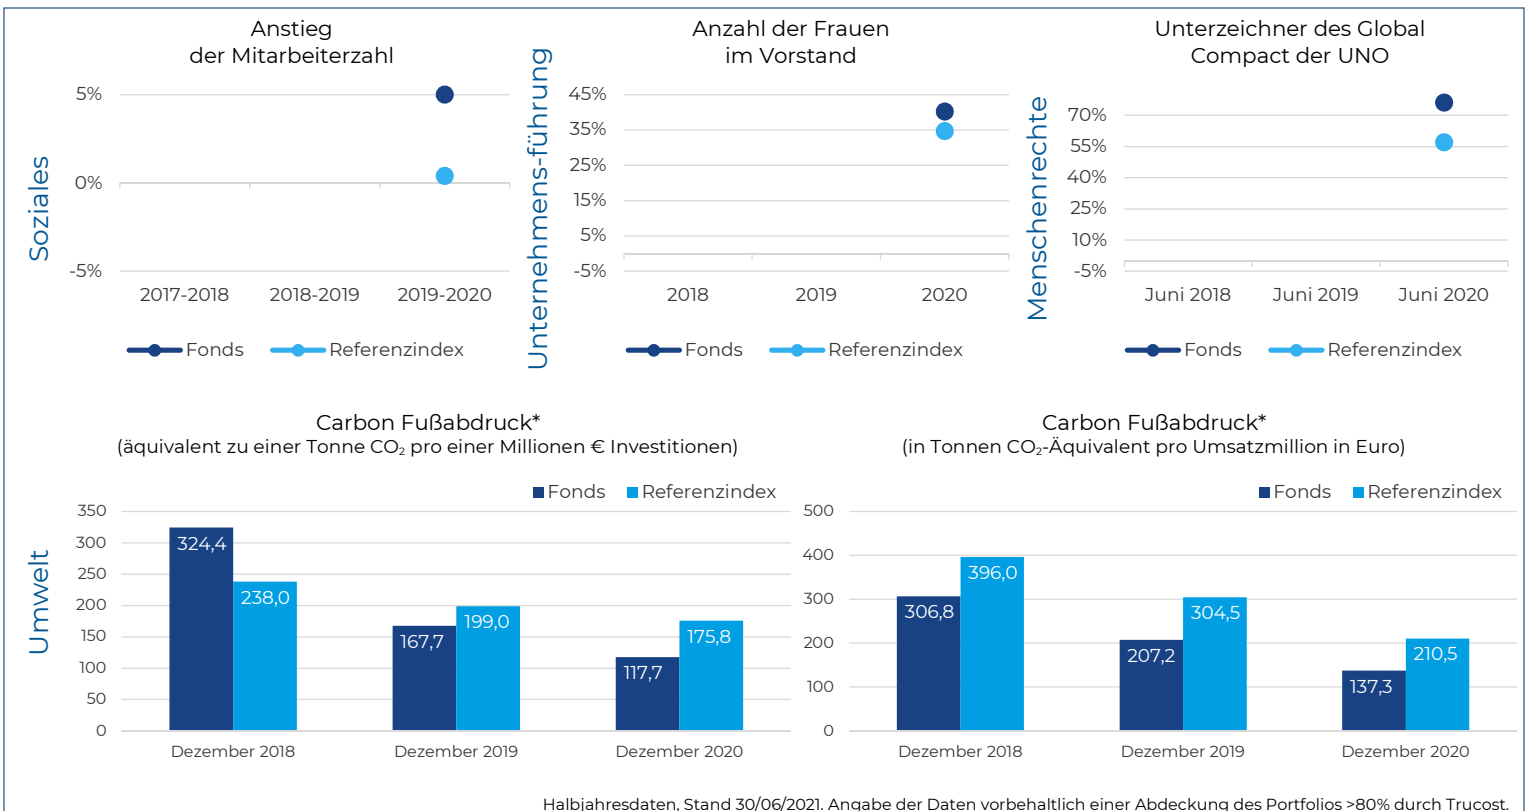 Anstieg
der Mitarbeiterzahl
Soziales
5%
0%
-5%
2017-2018
2018-2019
2019-2020
Fonds
Referenzindex
Anzahl der Frauen
im Vorstand
Unternehmens-führung
45%
35%
25%
15%
5%
-5%
2018
2019
2020
Fonds
Referenzindex
Unterzeichner des Global
Compact der UNO
Menschenrechte
70%
55%
40%
25%
10%
-5%
Juni 2018
Juni 2019
Juni 2020
Fonds
Referenzindex
Umwelt
Carbon Fußabdruck*
(äquivalent zu einer Tonne CO₂ pro einer Millionen € Investitionen)
Fonds
Referenzindex
350
300
250
200
150
100
50
0
324,4
238,0
167,7
199,0
117,7
175,8
Dezember 2018
Dezember 2019
Dezember 2020
Carbon Fußabdruck*
(in Tonnen CO₂-Äquivalent pro Umsatzmillion in Euro)
Fonds
Referenzindex
500
400
300
200
100
0
306,8
396,0
207,2
304,5
137,3
210,5
Dezember 2018
Dezember 2019
Dezember 2020
Halbjahresdaten, Stand 30/06/2021. Angabe der Daten vorbehaltlich einer Abdeckung des Portfolios >80% durch Trucost.